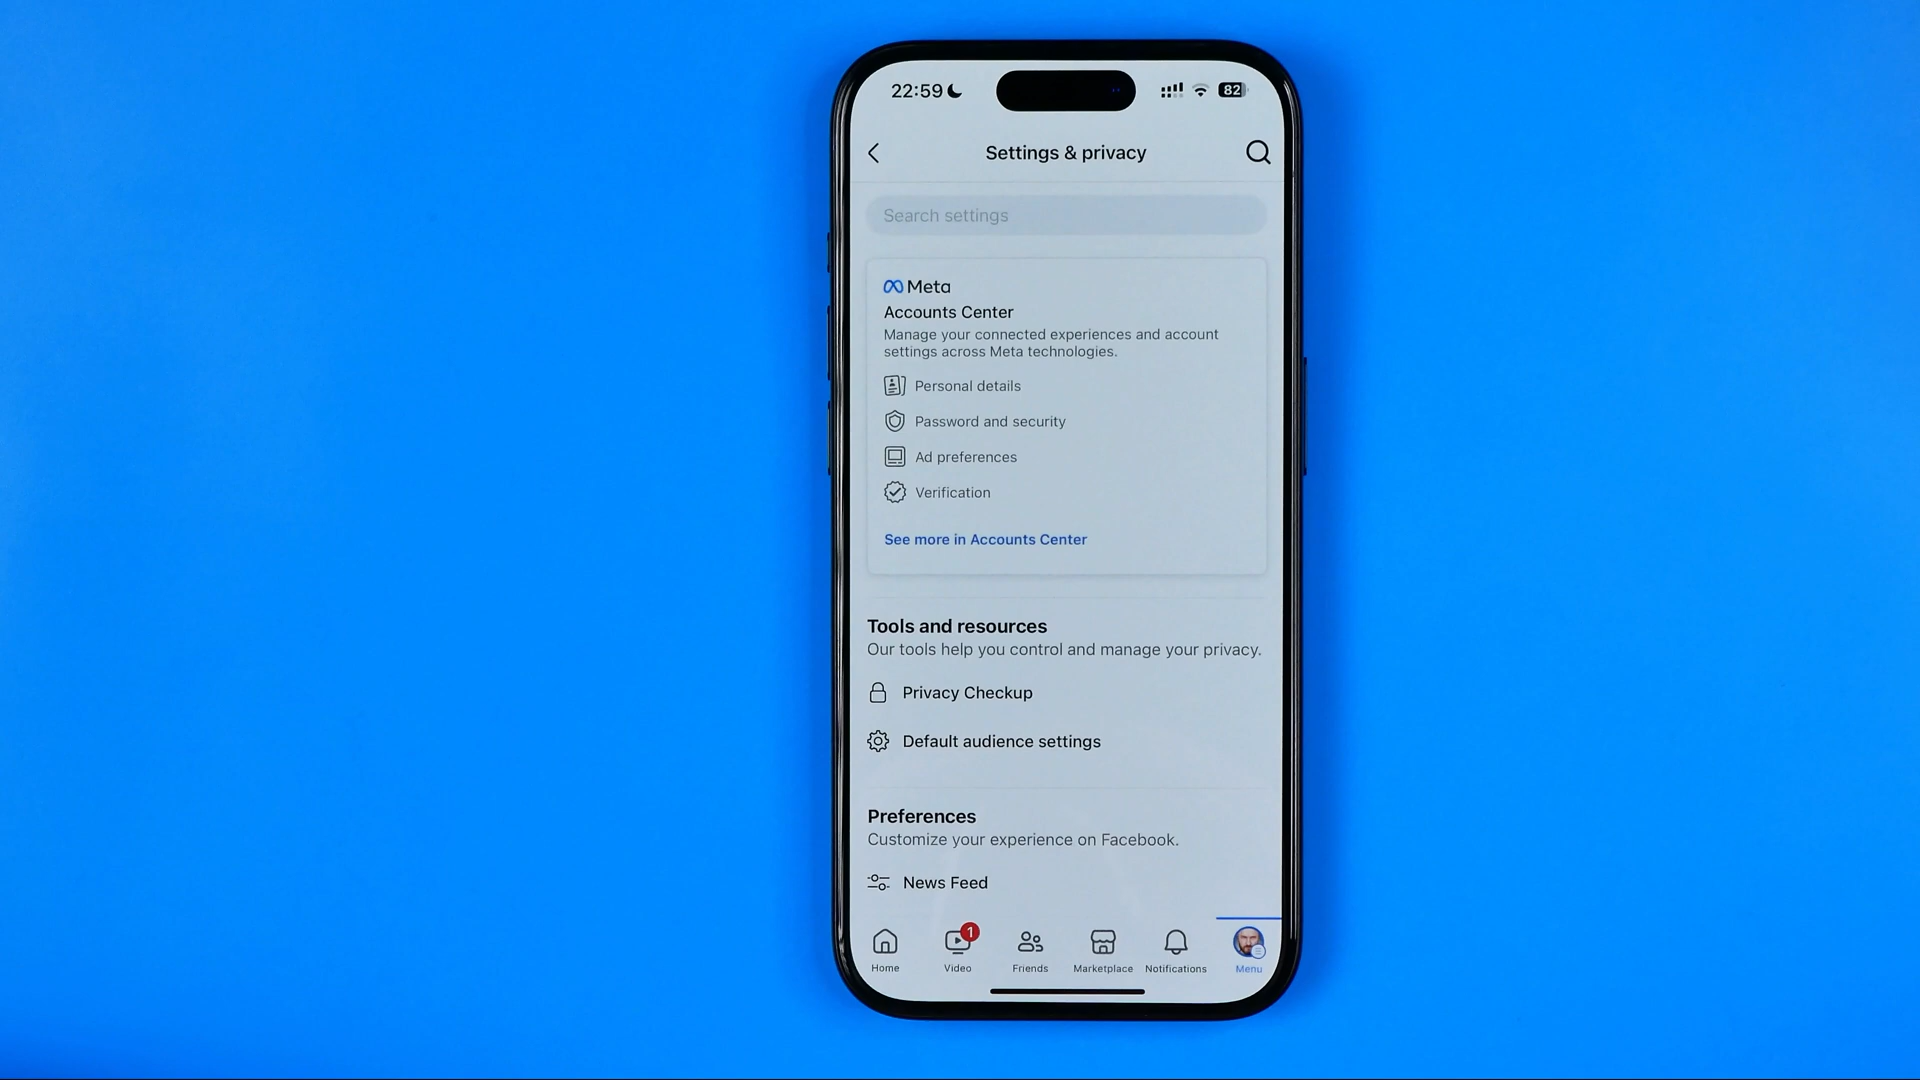 22:59
82
Settings & privacy
Search settings
Meta
Accounts Center
Manage your connected experiences and account
settings across Meta technologies.
Personal details
Password and security
Ad preferences
Verification
See more in Accounts Center
Tools and resources
Our tools help you control and manage your privacy.
Privacy Checkup
Default audience settings
Preferences
Customize your experience on Facebook.
News Feed
1
Home Video Friends Marketplace Notifications Menu